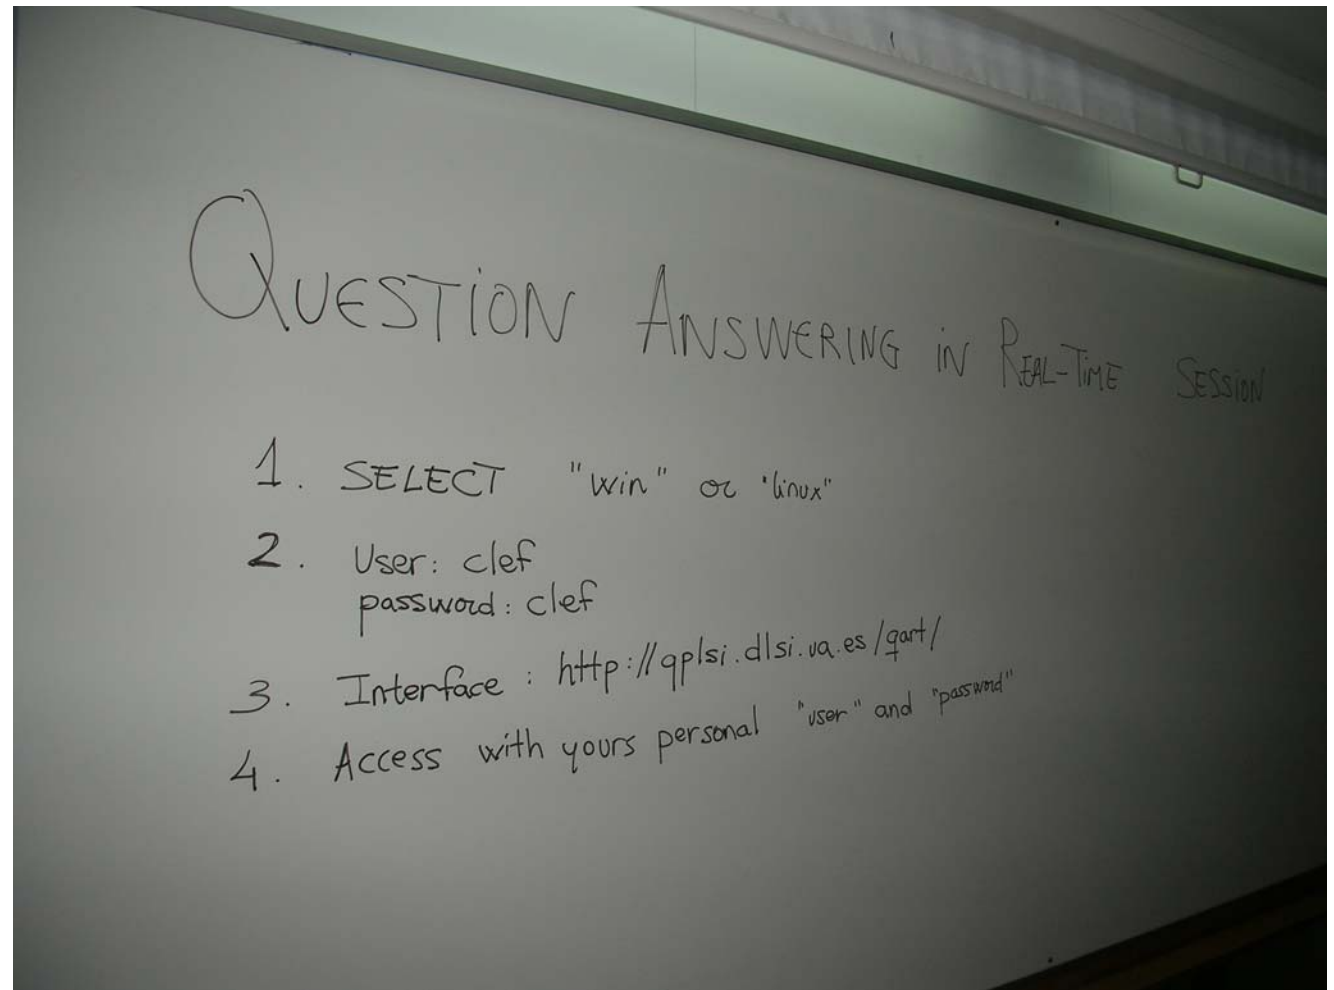 QUESTION ANSWERING IN REAL-TIME SESSION
1. SELECT "win" or "linux"
2. User: clef
password: clef
3. Interface: http://gplsi.dlsi.ua.es/qart/
4. Access with yours personal "user" and "password"